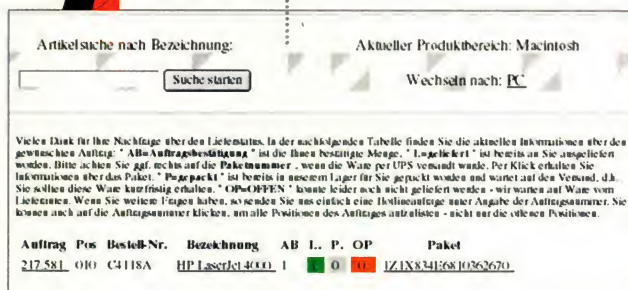 Artikelsuche nach Bezeichnung:
Aktueller Produktbereich: Macintosh
Suche starten
Wechseln nach: PC
Vielen Dank für Ihre Nachfrage über den Lieferstatus. In der nachfolgenden Tabelle finden Sie die aktuellen Informationen über den
gewünschten Auftrag: "AB=Auftragsbestätigung" ist die Ihnen bestätigte Menge. "L=geliefert" ist bereits an Sie ausgeliefert
worden. Bitte achten Sie ggf. rechts auf die Paketnummer, wenn die Ware per UPS versandt wurde. Per Klick erhalten Sie
Informationen über das Paket. "P=gepackt" ist bereits in unserem Lager für Sie gepackt worden und wartet auf den Versand, d.h.
Sie sollten diese Ware kurzfristig erhalten. "OP=OFFEN" konnte leider noch nicht geliefert werden - wir warten auf Ware vom
Lieferanten. Wenn Sie weitere Fragen haben, so senden Sie uns einfach eine Hotlineanfrage unter Angabe der Auftragsnummer. Sie
können auch auf die Auftragsnummer klicken, um alle Positionen des Auftrages aufzulisten - nicht nur die offenen Positionen.
Auftrag Pos Bestell-Nr. Bezeichnung AB L. P. OP Paket
217.581 010 C4118A HP LaserJet 4000 1 0 0 1Z1X834E6810362670